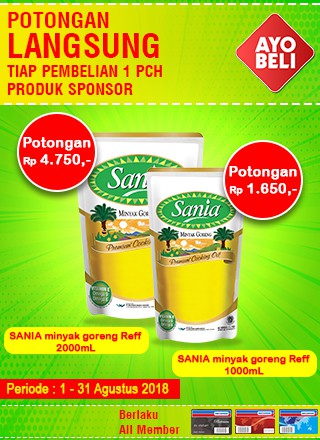 POTONGAN
LANGSUNG
TIAP PEMBELIAN 1 PCH
PRODUK SPONSOR
AYO
BELI
Potongan
Rp 4.750,-
Potongan
Rp 1.650,-
Sania
MINYAK GORENG
Premium Cooking Oil
Sania
MINYAK GORENG
Premium Cooking Oil
SANIA minyak goreng Reff
2000mL
SANIA minyak goreng Reff
1000mL
Periode : 1 - 31 Agustus 2018
Berlaku
All Member